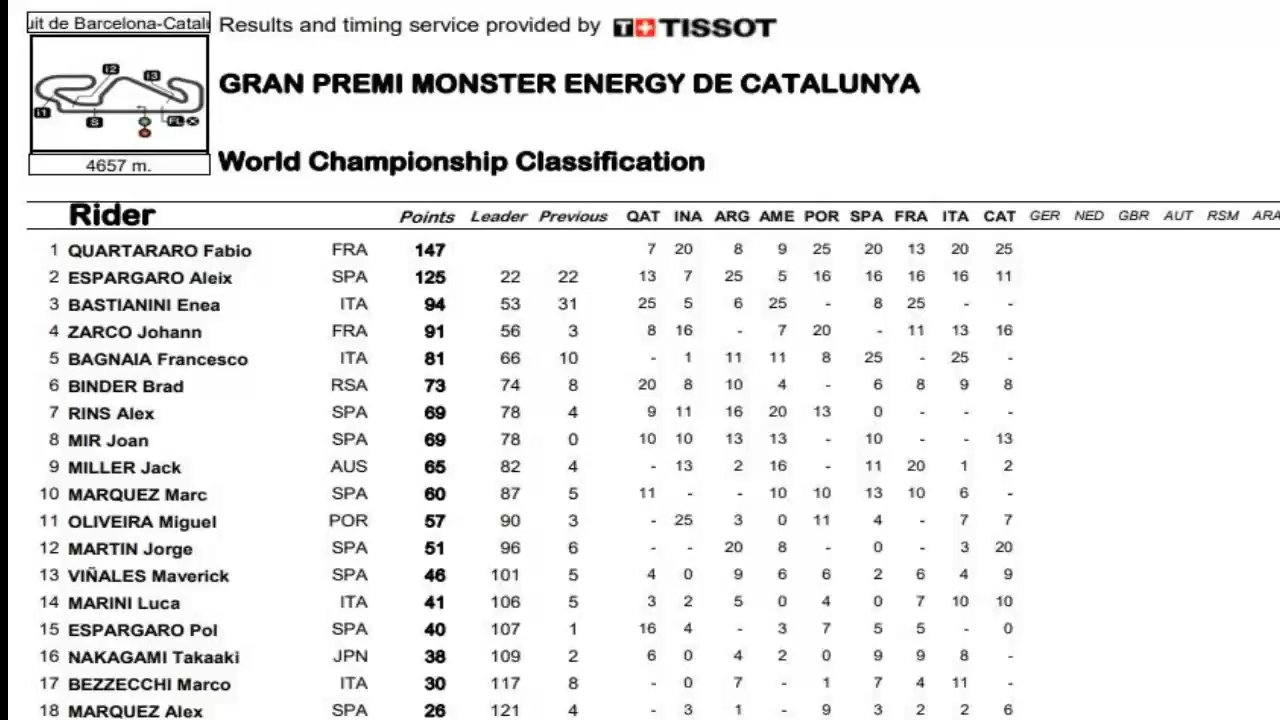 uit de Barcelona-Catalu
Results and timing service provided by T+ TISSOT
I2
I3
I1
S
FL
GRAN PREMI MONSTER ENERGY DE CATALUNYA
4657 m.
World Championship Classification
Rider Points Leader Previous QAT INA ARG AME POR SPA FRA ITA CAT GER NED GBR AUT RSM ARA
1 QUARTARARO Fabio FRA 147 7 20 8 9 25 20 13 20 25
2 ESPARGARO Aleix SPA 125 22 22 13 7 25 5 16 16 16 16 11
3 BASTIANINI Enea ITA 94 53 31 25 5 6 25 - 8 25 - -
4 ZARCO Johann FRA 91 56 3 8 16 - 7 20 - 11 13 16
5 BAGNAIA Francesco ITA 81 66 10 - 1 11 11 8 25 - 25 -
6 BINDER Brad RSA 73 74 8 20 8 10 4 - 6 8 9 8
7 RINS Alex SPA 69 78 4 9 11 16 20 13 0 - - -
8 MIR Joan SPA 69 78 0 10 10 13 13 - 10 - - 13
9 MILLER Jack AUS 65 82 4 - 13 2 16 - 11 20 1 2
10 MARQUEZ Marc SPA 60 87 5 11 - - 10 10 13 10 6 -
11 OLIVEIRA Miguel POR 57 90 3 - 25 3 0 11 4 - 7 7
12 MARTIN Jorge SPA 51 96 6 - - 20 8 - 0 - 3 20
13 VIÑALES Maverick SPA 46 101 5 4 0 9 6 6 2 6 4 9
14 MARINI Luca ITA 41 106 5 3 2 5 0 4 0 7 10 10
15 ESPARGARO Pol SPA 40 107 1 16 4 - 3 7 5 5 - 0
16 NAKAGAMI Takaaki JPN 38 109 2 6 0 4 2 0 9 9 8 -
17 BEZZECCHI Marco ITA 30 117 8 - 0 7 - 1 7 4 11 -
18 MARQUEZ Alex SPA 26 121 4 - 3 1 - 9 3 2 2 6